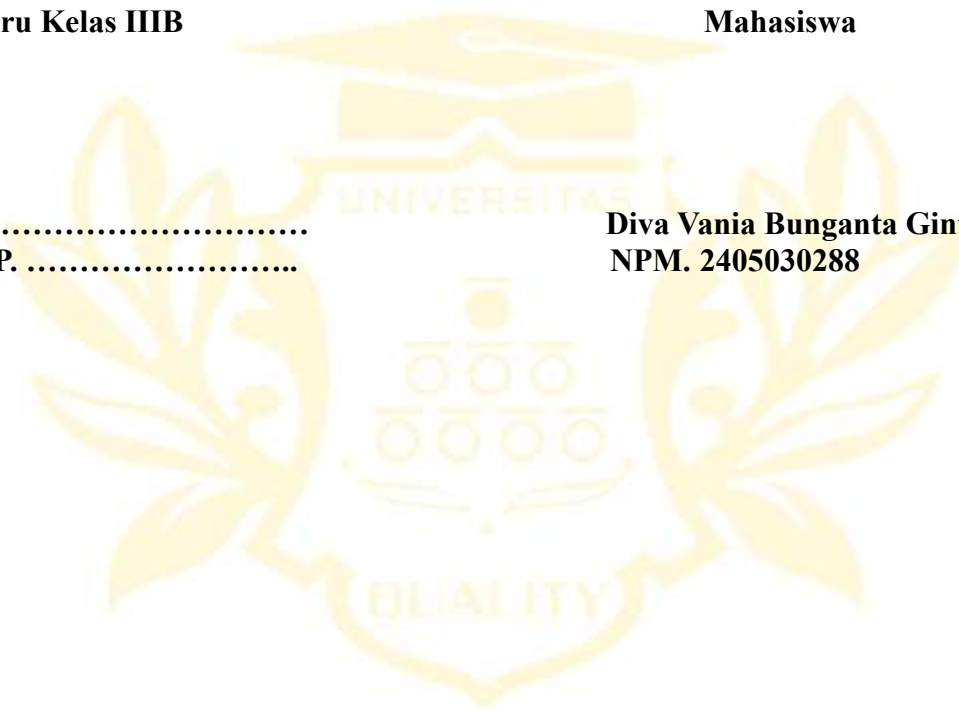 ru Kelas IIIB Mahasiswa
UNIVERSITAS
………………………… Diva Vania Bunganta Gin
P. …………………….. NPM. 2405030288
QUALITY